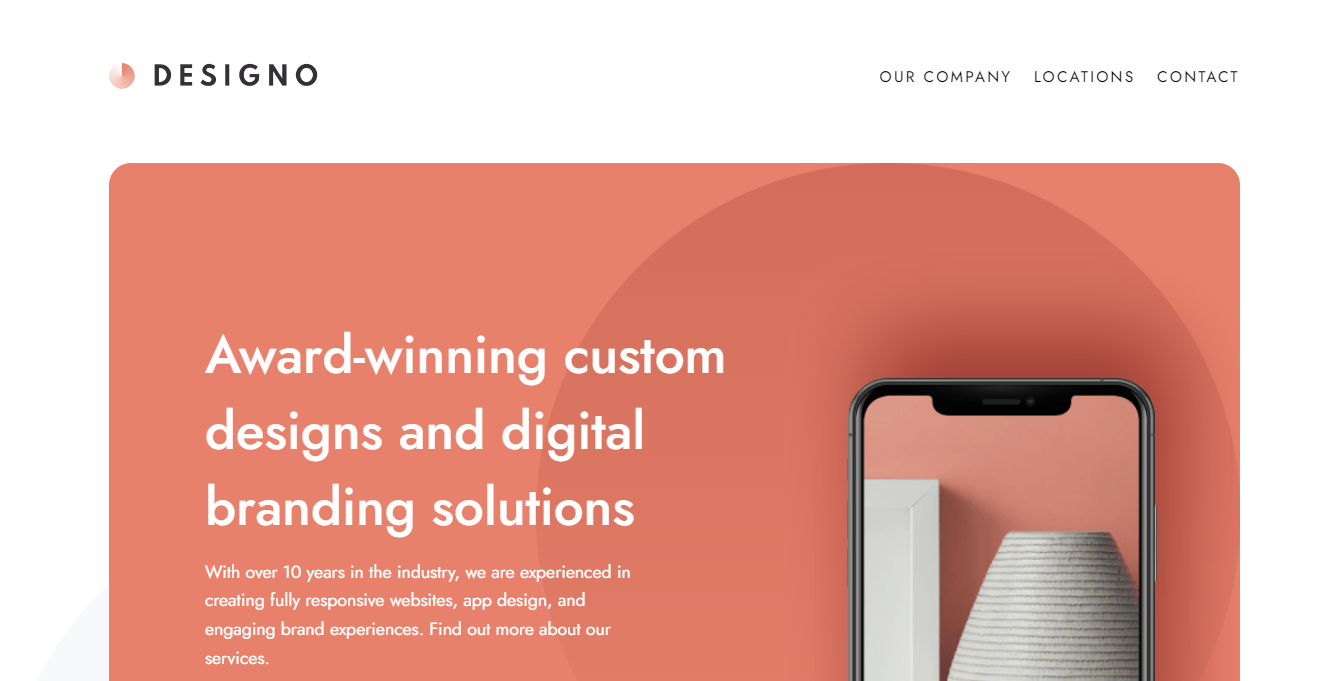 DESIGNO
OUR COMPANY LOCATIONS CONTACT
Award-winning custom
designs and digital
branding solutions
With over 10 years in the industry, we are experienced in
creating fully responsive websites, app design, and
engaging brand experiences. Find out more about our
services.